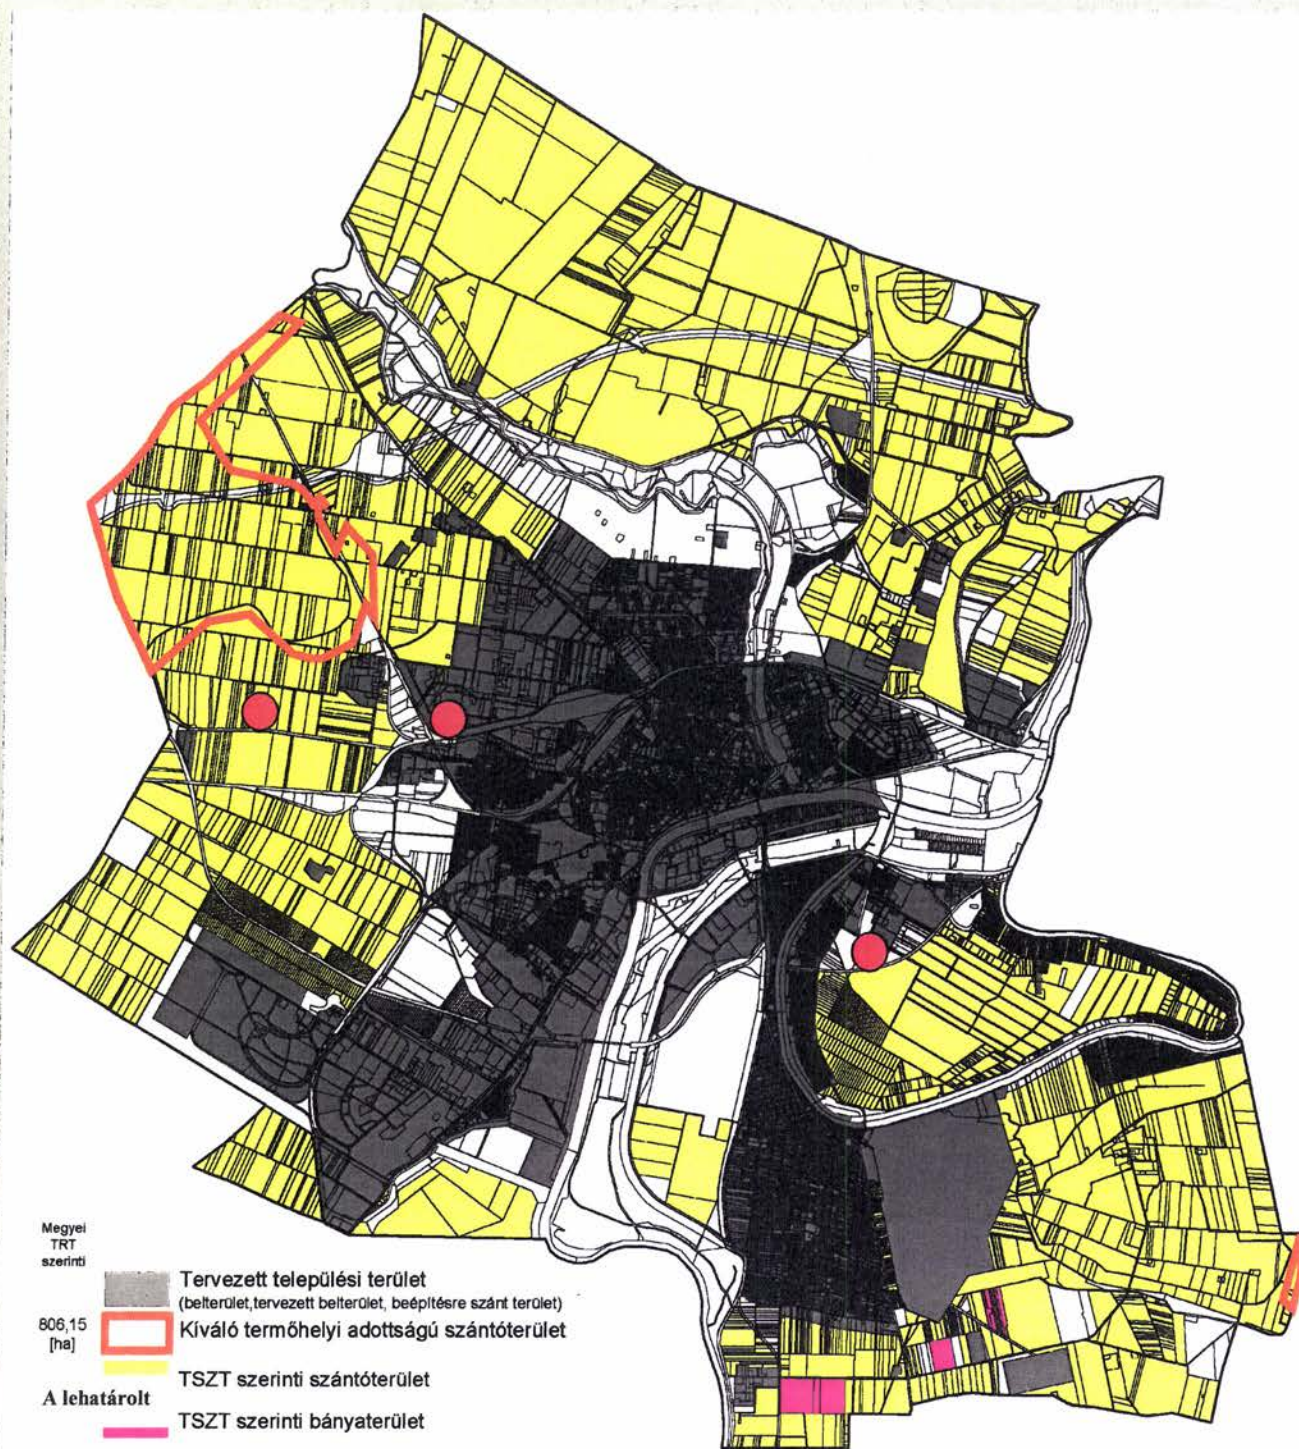 Megyei
TRT
szerinti
Tervezett települési terület
(belterület,tervezett belterület, beépítésre szánt terület)
806,15
[ha]
Kíváló termőhelyi adottságú szántóterület
TSZT szerinti szántóterület
A lehatárolt
TSZT szerinti bányaterület